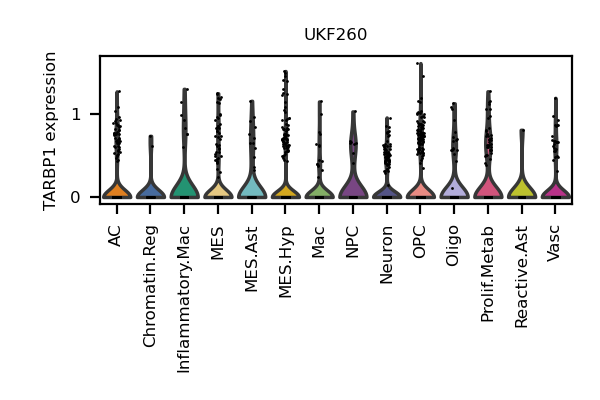 UKF260
TARBP1 expression
1
0
AC
Chromatin.Reg
Inflammatory.Mac
MES
MES.Ast
MES.Hyp
Mac
NPC
Neuron
OPC
Oligo
Prolif.Metab
Reactive.Ast
Vasc